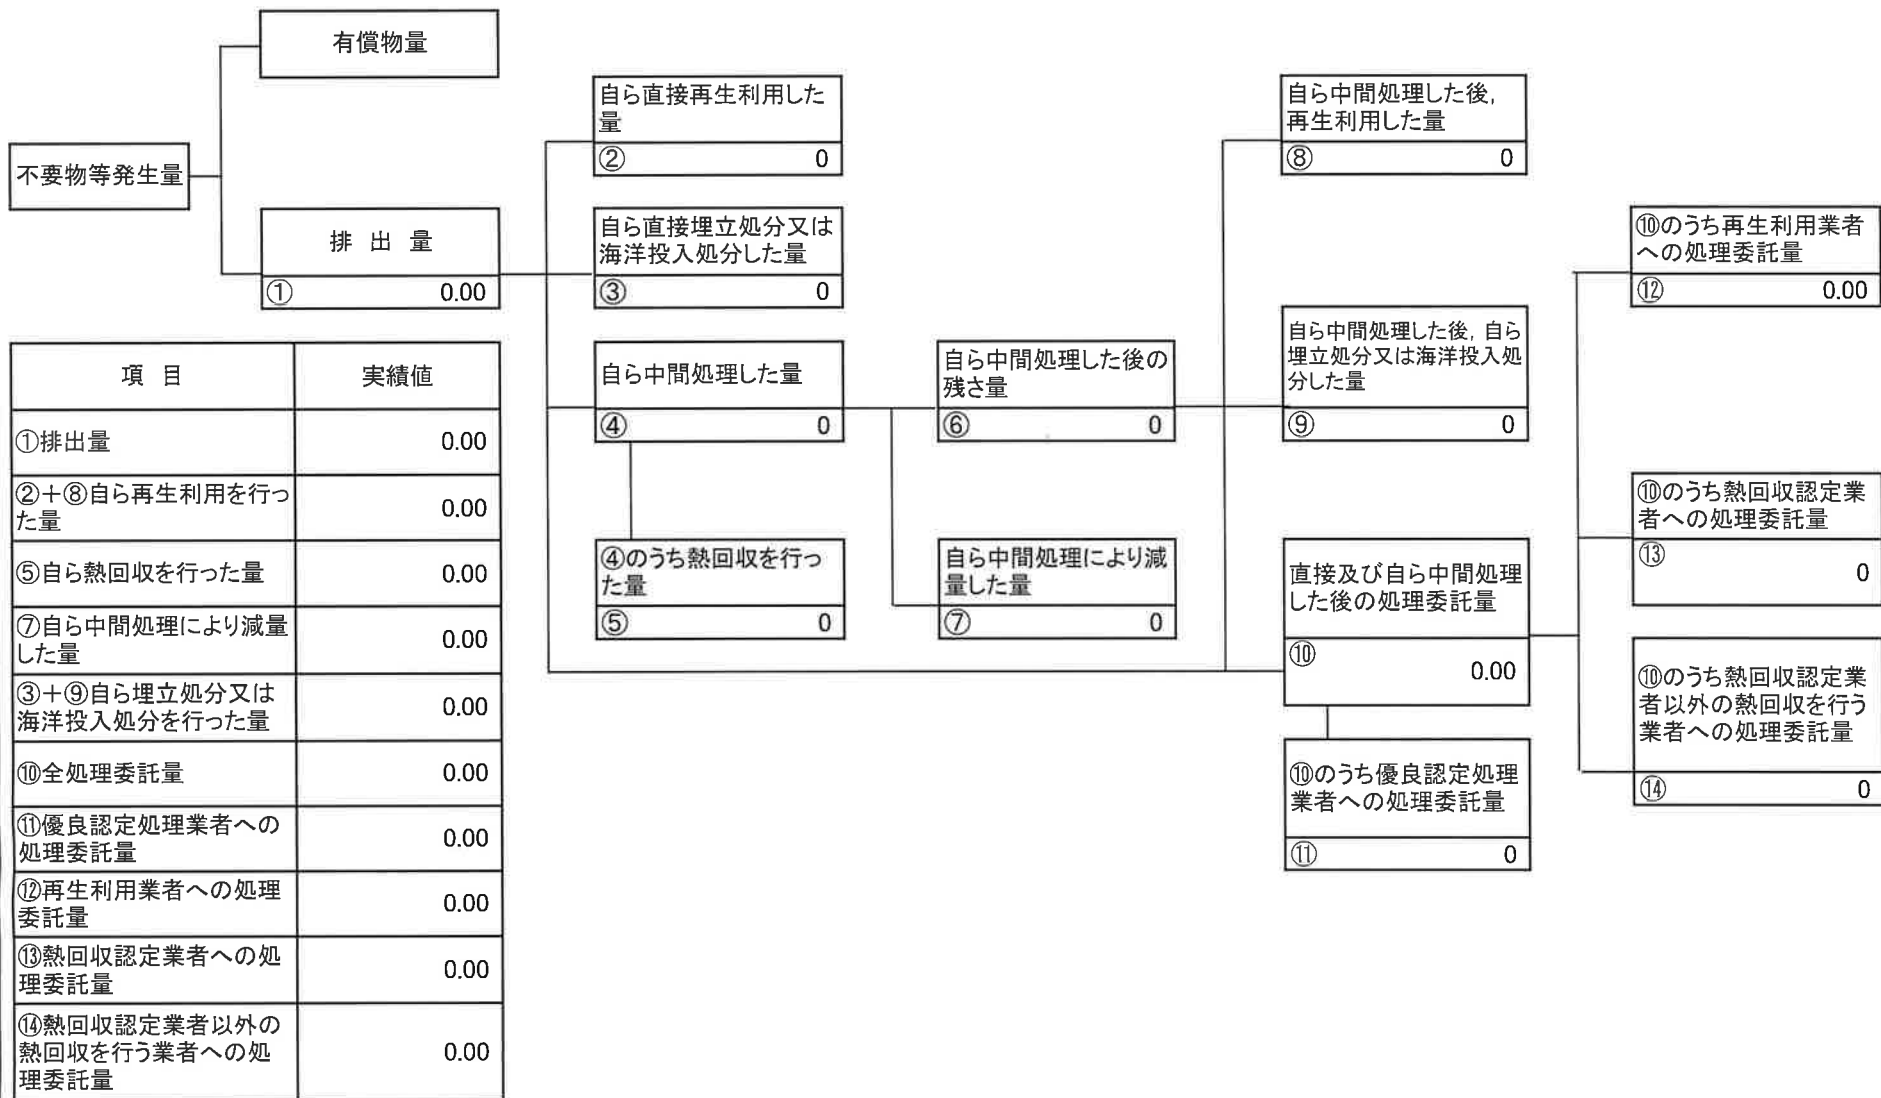 有償物量
不要物等発生量
排 出 量
① 0.00
自ら直接再生利用した
量
② 0
自ら直接埋立処分又は
海洋投入処分した量
③ 0
自ら中間処理した量
④ 0
④のうち熱回収を行っ
た量
⑤ 0
自ら中間処理した後の
残さ量
⑥ 0
自ら中間処理により減
量した量
⑦ 0
自ら中間処理した後,
再生利用した量
⑧ 0
自ら中間処理した後, 自ら
埋立処分又は海洋投入処
分した量
⑨ 0
直接及び自ら中間処理
した後の処理委託量
⑩ 0.00
⑩のうち優良認定処理
業者への処理委託量
⑪ 0
⑩のうち再生利用業者
への処理委託量
⑫ 0.00
⑩のうち熱回収認定業
者への処理委託量
⑬ 0
⑩のうち熱回収認定業
者以外の熱回収を行う
業者への処理委託量
⑭ 0
項 目 実績値
①排出量 0.00
②+⑧自ら再生利用を行っ
た量 0.00
⑤自ら熱回収を行った量 0.00
⑦自ら中間処理により減量
した量 0.00
③+⑨自ら埋立処分又は
海洋投入処分を行った量 0.00
⑩全処理委託量 0.00
⑪優良認定処理業者への
処理委託量 0.00
⑫再生利用業者への処理
委託量 0.00
⑬熱回収認定業者への処
理委託量 0.00
⑭熱回収認定業者以外の
熱回収を行う業者への処
理委託量 0.00